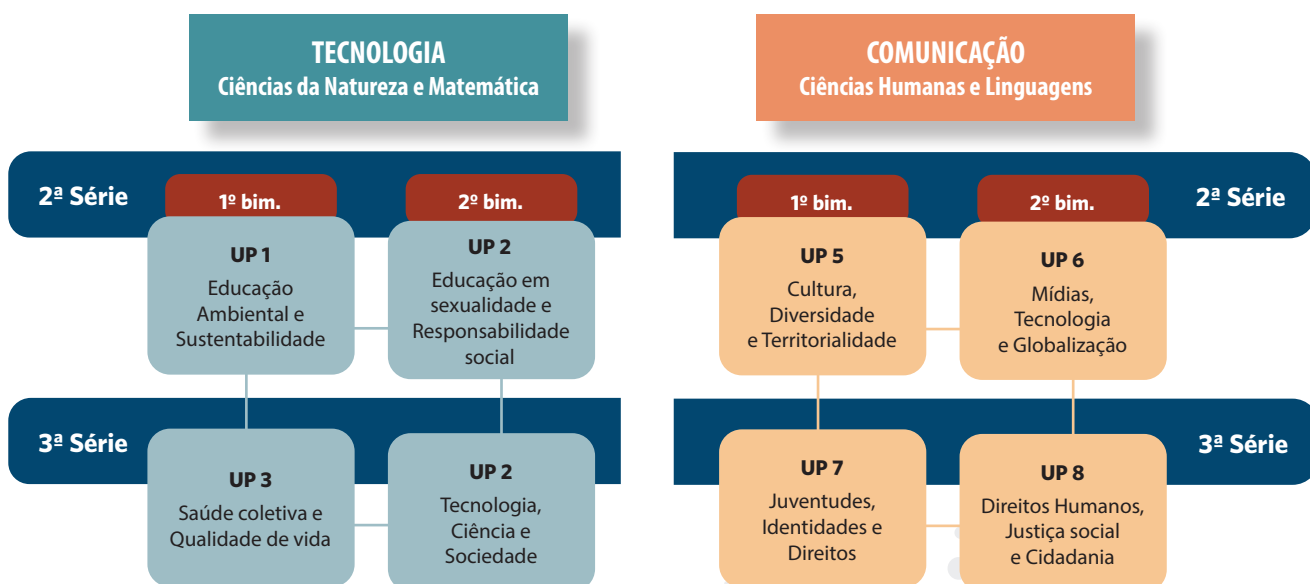 TECNOLOGIA
Ciências da Natureza e Matemática
COMUNICAÇÃO
Ciências Humanas e Linguagens
2ª Série
1º bim.
2º bim.
UP 1
Educação
Ambiental e
Sustentabilidade
UP 2
Educação em
sexualidade e
Responsabilidade
social
1º bim.
2º bim.
2ª Série
UP 5
Cultura,
Diversidade
e Territorialidade
UP 6
Mídias,
Tecnologia
e Globalização
3ª Série
UP 3
Saúde coletiva e
Qualidade de vida
UP 2
Tecnologia,
Ciência e
Sociedade
UP 7
Juventudes,
Identidades e
Direitos
UP 8
Direitos Humanos,
Justiça social
e Cidadania
3ª Série